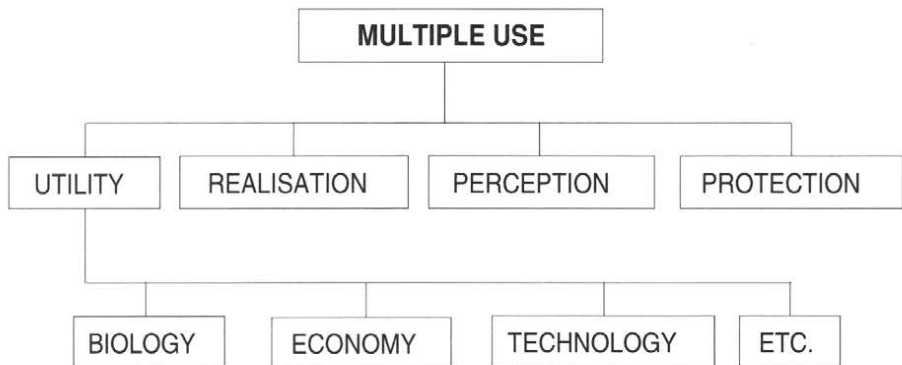 MULTIPLE USE
UTILITY REALISATION PERCEPTION PROTECTION
BIOLOGY ECONOMY TECHNOLOGY ETC.